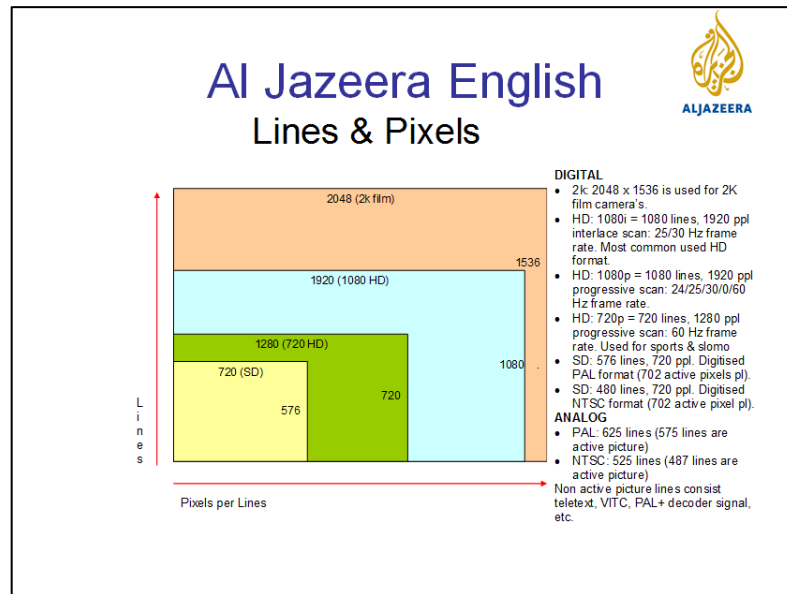 Al Jazeera English
Lines & Pixels
ALJAZEERA
2048 (2k film)
1536
1920 (1080 HD)
1080
.
1280 (720 HD)
720
720 (SD)
576
Lines
Pixels per Lines
DIGITAL
• 2k: 2048 x 1536 is used for 2K
film camera's.
• HD: 1080i = 1080 lines, 1920 ppl
interlace scan: 25/30 Hz frame
rate. Most common used HD
format.
• HD: 1080p = 1080 lines, 1920 ppl
progressive scan: 24/25/30/0/60
Hz frame rate.
• HD: 720p = 720 lines, 1280 ppl
progressive scan: 60 Hz frame
rate. Used for sports & slomo
• SD: 576 lines, 720 ppl. Digitised
PAL format (702 active pixels pl).
• SD: 480 lines, 720 ppl. Digitised
NTSC format (702 active pixel pl).
ANALOG
• PAL: 625 lines (575 lines are
active picture)
• NTSC: 525 lines (487 lines are
active picture)
Non active picture lines consist
teletext, VITC, PAL+ decoder signal,
etc.